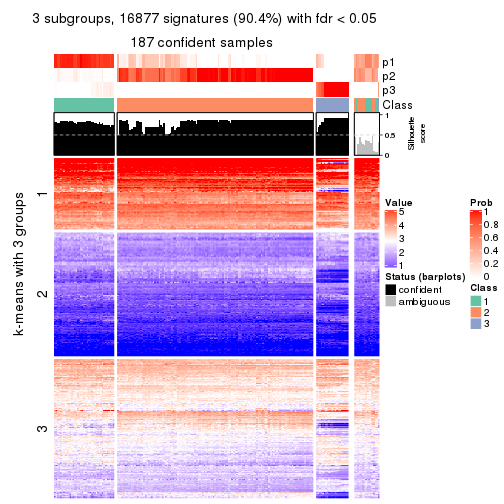 3 subgroups, 16877 signatures (90.4%) with fdr < 0.05
187 confident samples
p1
p2
p3
Class
1
0.5
0
Silhouette
score
k-means with 3 groups
1
2
3
Value
5
4
3
2
1
Status (barplots)
confident
ambiguous
Prob
1
0.8
0.6
0.4
0.2
0
Class
1
2
3